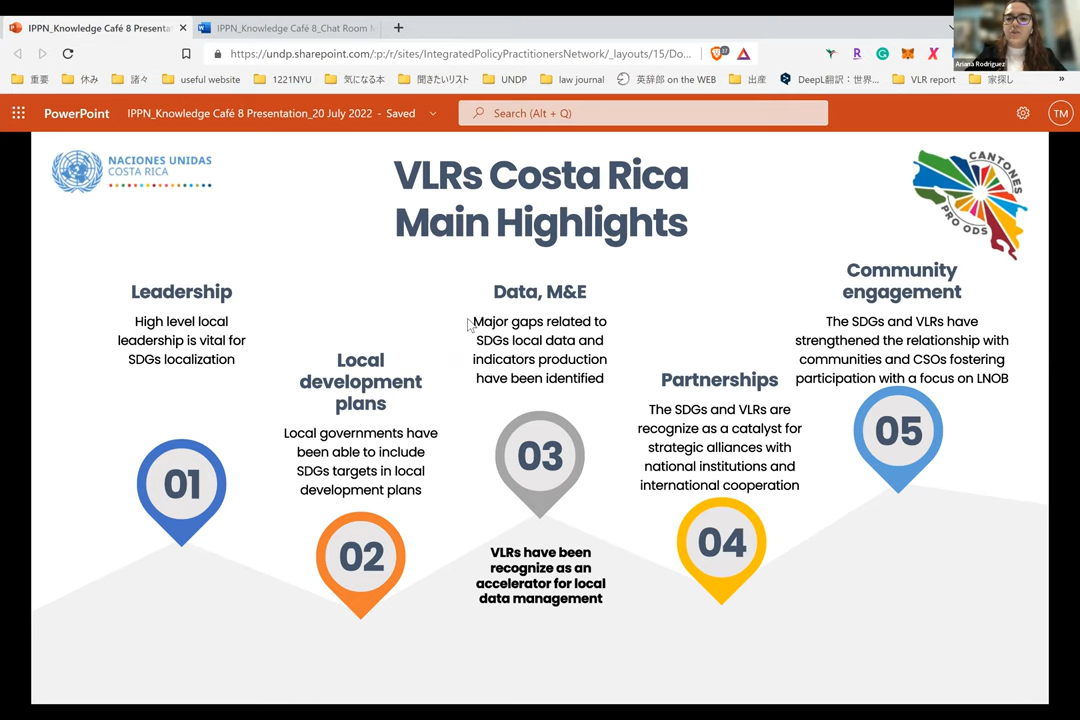 IPPN_Knowledge Café 8 Presenta
IPPN_Knowledge Café 8_Chat Room
https://undp.sharepoint.com/:p:/r/sites/IntegratedPolicyPractitionersNetwork/_layouts/15/Do...
重要
休み
諸々
useful website
1221NYU
気になる本
聞きたいリスト
UNDP
law journal
英辞郎 on the WEB
出産
DeepL翻訳：世界...
VLR report
家探し
»
Ariana Rodriguez
PowerPoint
IPPN_Knowledge Café 8 Presentation_20 July 2022 - Saved
Search (Alt + Q)
TM
NACIONES UNIDAS
COSTA RICA
VLRs Costa Rica
Main Highlights
CANTONES
PRO ODS
Leadership
High level local
leadership is vital for
SDGs localization
01
Local
development
plans
Local governments have
been able to include
SDGs targets in local
development plans
02
Data, M&E
Major gaps related to
SDGs local data and
indicators production
have been identified
03
VLRs have been
recognize as an
accelerator for local
data management
Partnerships
The SDGs and VLRs are
recognize as a catalyst for
strategic alliances with
national institutions and
international cooperation
04
Community
engagement
The SDGs and VLRs have
strengthened the relationship with
communities and CSOs fostering
participation with a focus on LNOB
05